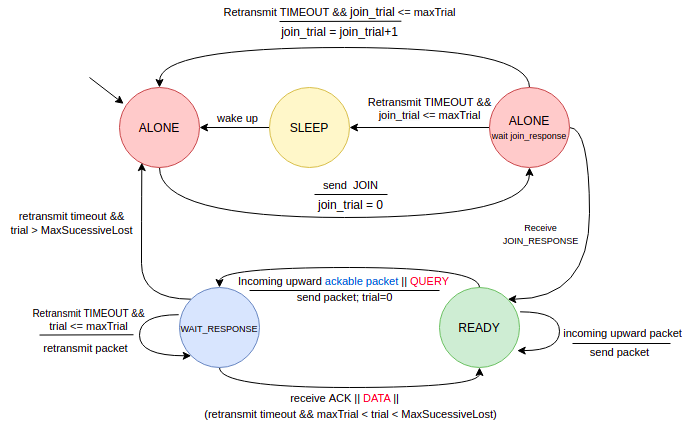 Retransmit TIMEOUT && join_trial <= maxTrial
join_trial = join_trial+1
ALONE
wake up
SLEEP
Retransmit TIMEOUT &&
join_trial <= maxTrial
ALONE
wait join_response
send JOIN
join_trial = 0
retransmit timeout &&
trial > MaxSucessiveLost
Receive
JOIN_RESPONSE
Incoming upward ackable packet || QUERY
send packet; trial=0
Retransmit TIMEOUT &&
trial <= maxTrial
retransmit packet
WAIT_RESPONSE
READY
incoming upward packet
send packet
receive ACK || DATA ||
(retransmit timeout && maxTrial < trial < MaxSucessiveLost)